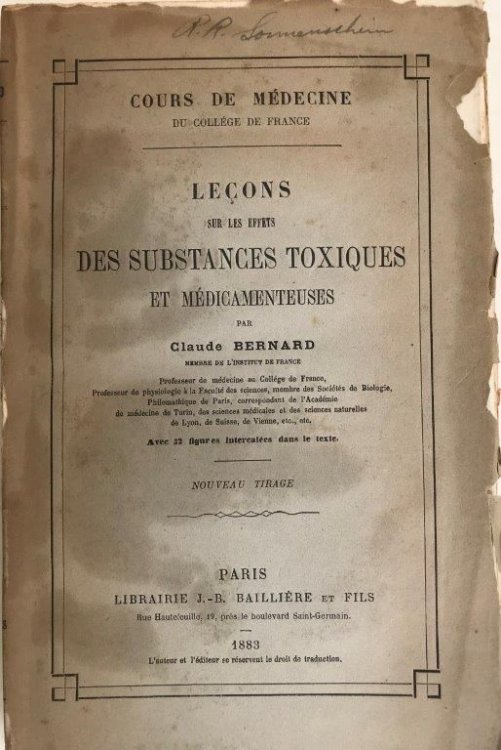 R. R. Sonnenschein
COURS DE MÉDECINE
DU COLLÉGE DE FRANCE
LEÇONS
SUR LES EFFETS
DES SUBSTANCES TOXIQUES
ET MÉDICAMENTEUSES
PAR
Claude BERNARD
MEMBRE DE L'INSTITUT DE FRANCE
Professeur de médecine au Collége de France,
Professeur de physiologie à la Faculté des sciences, membre des Sociétés de Biologie,
Philomathique de Paris, correspondant de l'Académie
de médecine de Turin, des sciences médicales et des sciences naturelles
de Lyon, de Suisse, de Vienne, etc., etc.
Avec 32 figures intercalées dans le texte.
NOUVEAU TIRAGE
PARIS
LIBRAIRIE J.-B. BAILLIÈRE ET FILS
Rue Hautefeuille, 19, près le boulevard Saint-Germain.
1883
L'auteur et l'éditeur se réservent le droit de traduction.